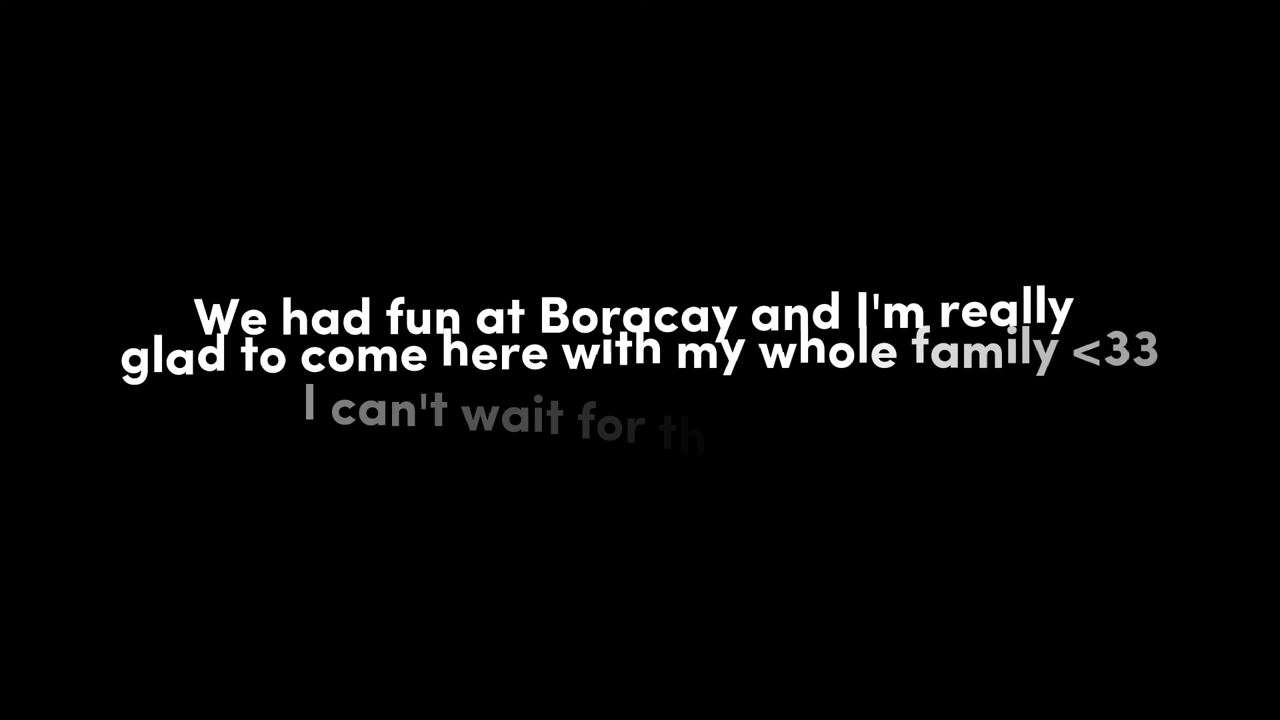 We had fun at Boracay and I'm really
glad to come here with my whole family <33
I can't wait for th